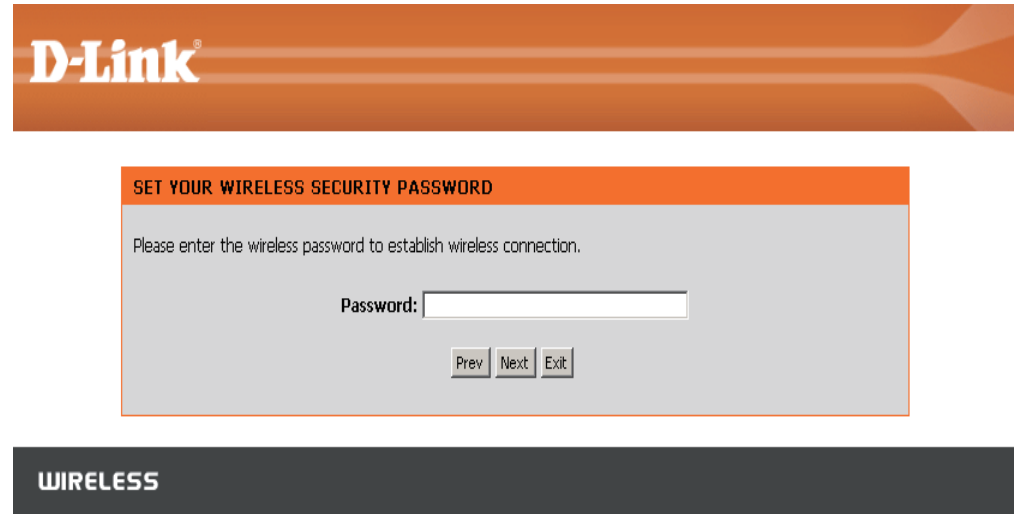 D-Link®
SET YOUR WIRELESS SECURITY PASSWORD
Please enter the wireless password to establish wireless connection.
Password:
Prev Next Exit
WIRELESS